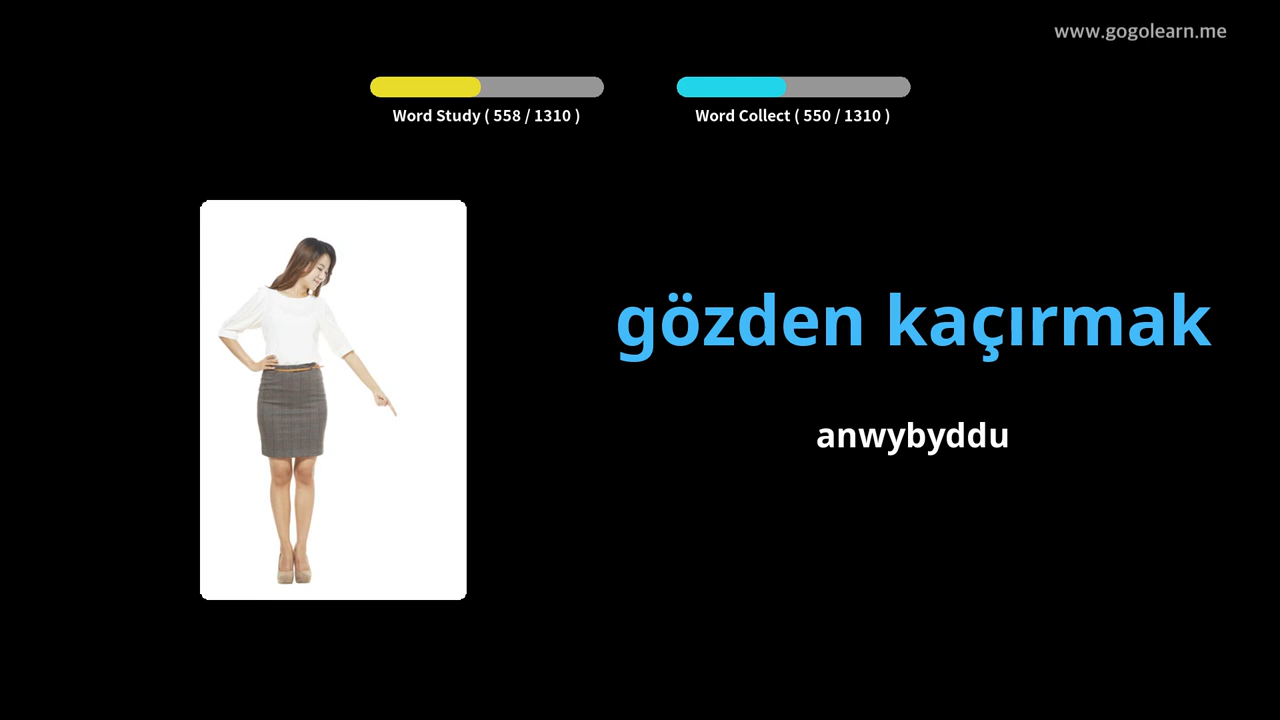 www.gogolearn.me
Word Study ( 558 / 1310 )
Word Collect ( 550 / 1310 )
gözden kaçırmak
anwybyddu